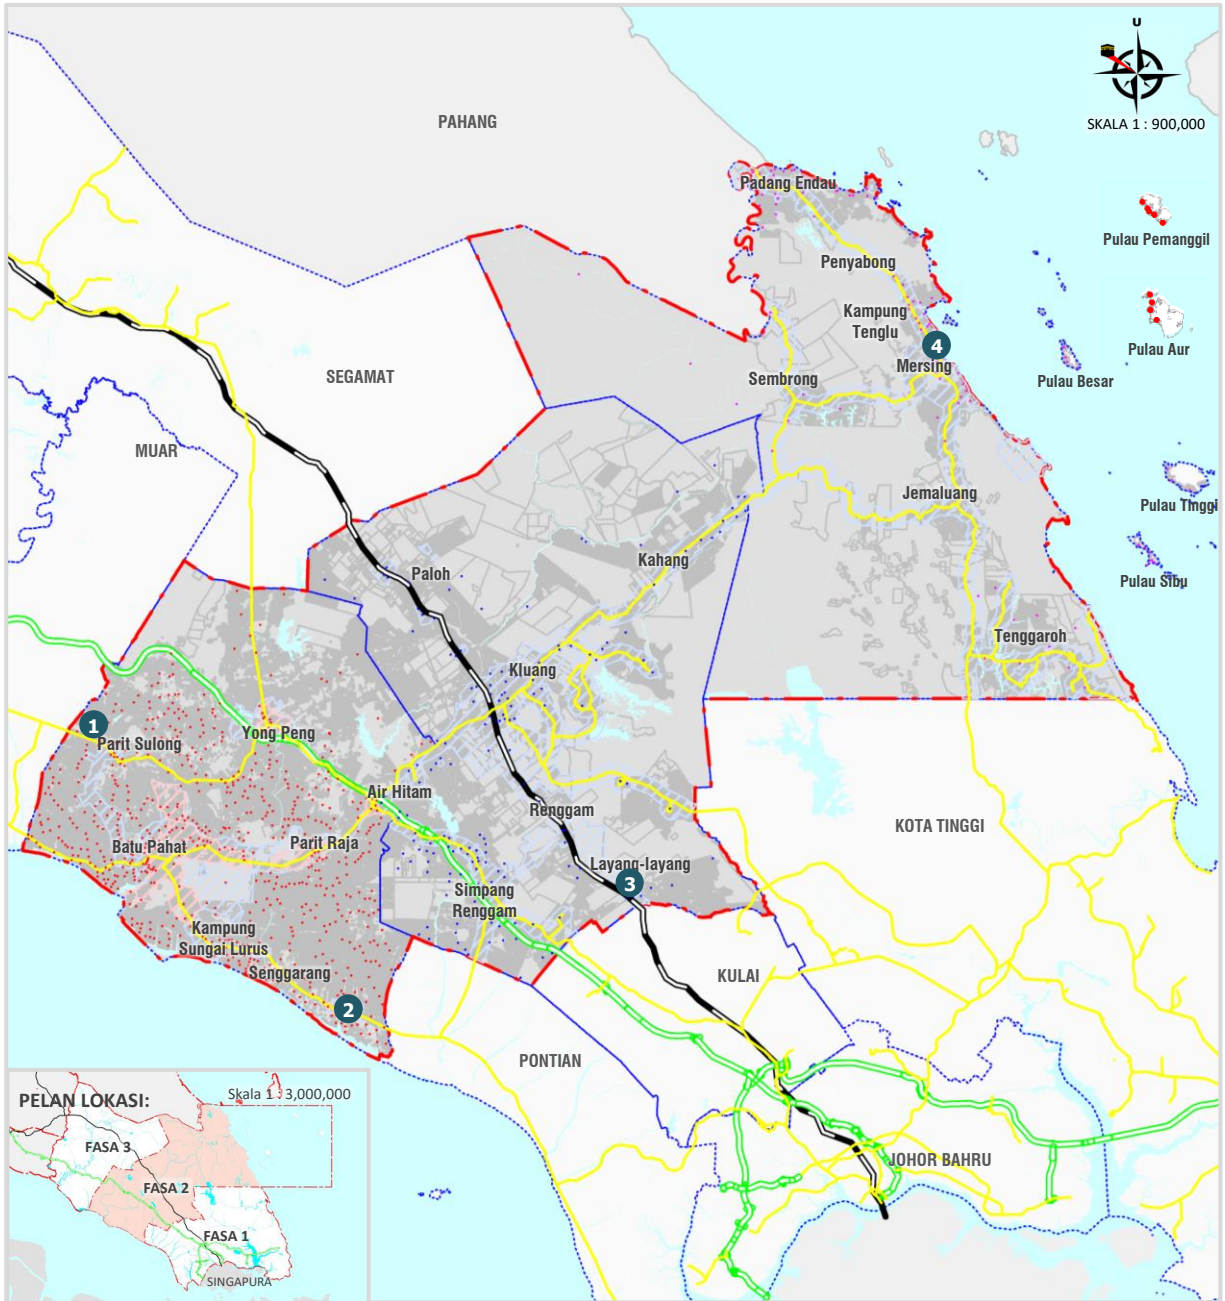 U
SKALA 1 : 900,000
PAHANG
Padang Endau
Pulau Pemanggil
Penyabong
Kampung
Tenglu
4
Pulau Aur
Mersing
SEGAMAT
Sembrong
Pulau Besar
MUAR
Jemaluang
Pulau Tinggi
Kahang
Paloh
Pulau Sibu
Tenggaroh
Kluang
1
Parit Sulong
Yong Peng
Air Hitam
Renggam
KOTA TINGGI
Batu Pahat
Parit Raja
Layang-layang
3
Simpang
Renggam
Kampung
Sungai Lurus
Senggarang
KULAI
2
PONTIAN
PELAN LOKASI:
Skala 1 : 3,000,000
FASA 3
FASA 2
FASA 1
SINGAPURA
JOHOR BAHRU